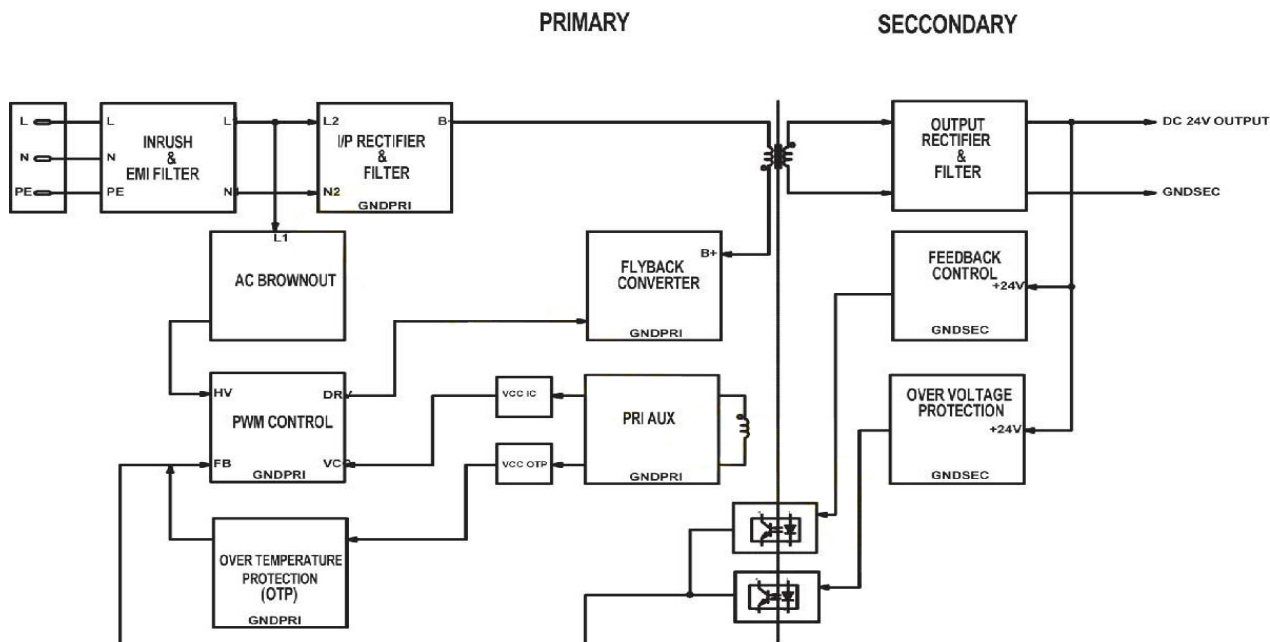 PRIMARY
SECCONDARY
L
N
PE
L
N
PE
INRUSH
&
EMI FILTER
L1
N1
L2
N2
I/P RECTIFIER
&
FILTER
GNDPRI
B+
OUTPUT
RECTIFIER
&
FILTER
DC 24V OUTPUT
GNDSEC
L1
AC BROWNOUT
B+
FLYBACK
CONVERTER
GNDPRI
FEEDBACK
CONTROL
+24V
GNDSEC
HV
DRV
PWM CONTROL
FB
VCC
GNDPRI
VCC IC
VCC OTP
PRI AUX
GNDPRI
OVER VOLTAGE
PROTECTION
+24V
GNDSEC
OVER TEMPERATURE
PROTECTION
(OTP)
GNDPRI